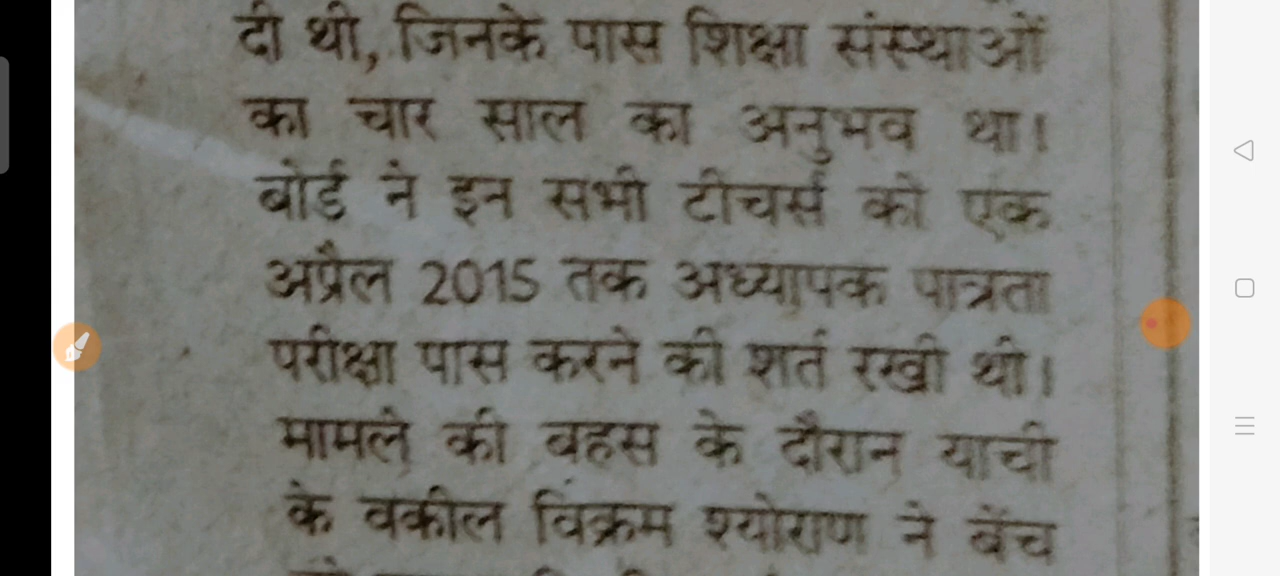 दी थी, जिनके पास शिक्षा संस्थाओं
का चार साल का अनुभव था।
बोर्ड ने इन सभी टीचर्स को एक
अप्रैल 2015 तक अध्यापक पात्रता
परीक्षा पास करने की शर्त रखी थी।
मामले की बहस के दौरान याची
के वकील विक्रम श्योराण ने बेंच